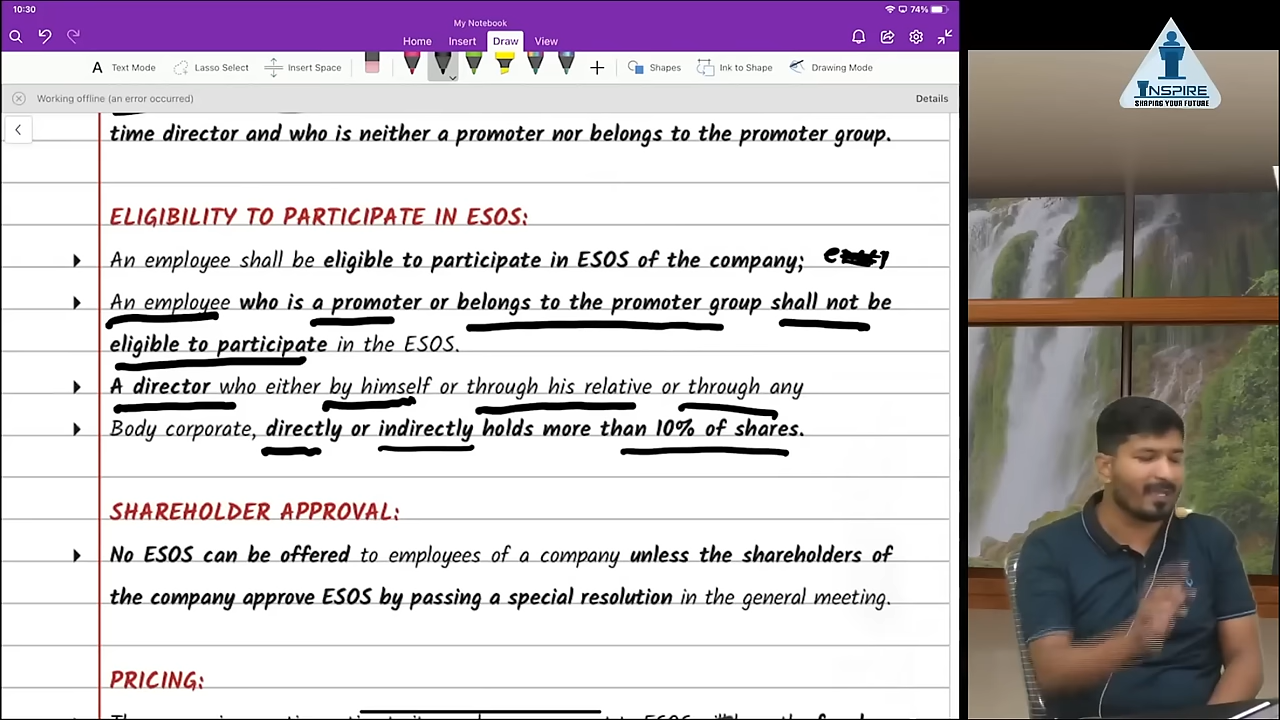 10:30
74%
My Notebook
Home Insert Draw View
A Text Mode Lasso Select Insert Space Shapes Ink to Shape Drawing Mode
Working offline (an error occurred) Details
time director and who is neither a promoter nor belongs to the promoter group.
ELIGIBILITY TO PARTICIPATE IN ESOS:
An employee shall be eligible to participate in ESOS of the company;
An employee who is a promoter or belongs to the promoter group shall not be
eligible to participate in the ESOS.
A director who either by himself or through his relative or through any
Body corporate, directly or indirectly holds more than 10% of shares.
SHAREHOLDER APPROVAL:
No ESOS can be offered to employees of a company unless the shareholders of
the company approve ESOS by passing a special resolution in the general meeting.
PRICING:
INSPIRE
SHAPING YOUR FUTURE